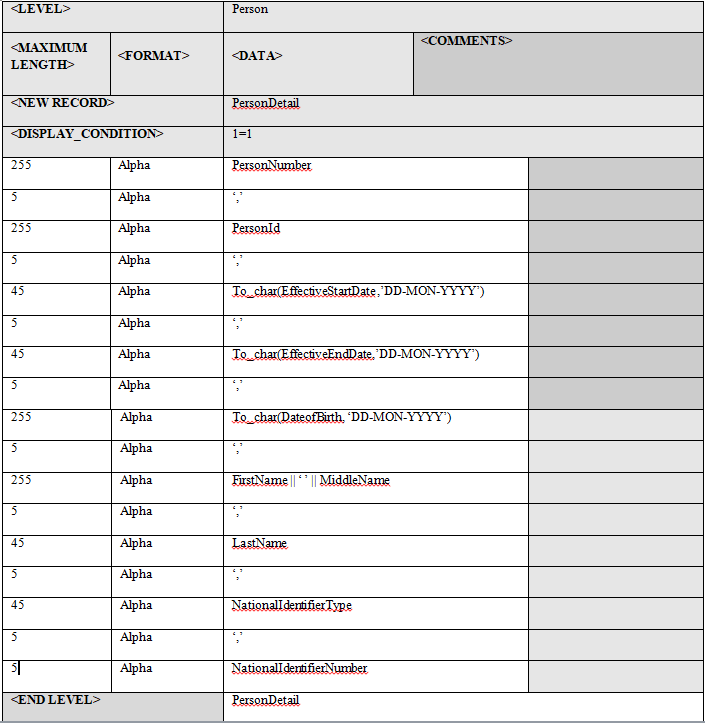 <LEVEL> Person
<MAXIMUM LENGTH> <FORMAT> <DATA> <COMMENTS>
<NEW RECORD> PersonDetail
<DISPLAY_CONDITION> 1=1
255 Alpha PersonNumber
5 Alpha ‘,’
255 Alpha PersonId
5 Alpha ‘,’
45 Alpha To_char(EffectiveStartDate,’DD-MON-YYYY’)
5 Alpha ‘,’
45 Alpha To_char(EffectiveEndDate,’DD-MON-YYYY’)
5 Alpha ‘,’
255 Alpha To_char(DateofBirth, ‘DD-MON-YYYY’)
5 Alpha ‘,’
255 Alpha FirstName || ‘ ’ || MiddleName
5 Alpha ‘,’
45 Alpha LastName
5 Alpha ‘,’
45 Alpha NationalIdentifierType
5 Alpha ‘,’
5 Alpha NationalIdentifierNumber
<END LEVEL> PersonDetail